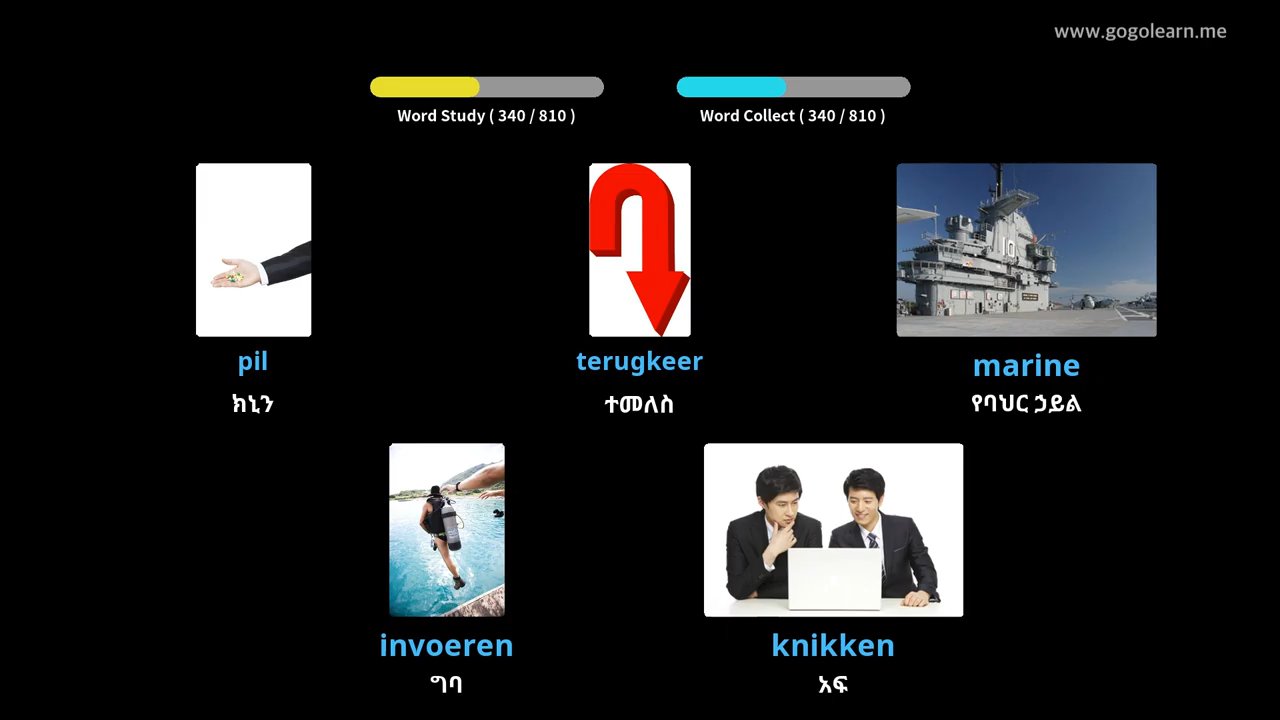 www.gogolearn.me
Word Study ( 340 / 810 )
Word Collect ( 340 / 810 )
10
pil
terugkeer
marine
ክኒን
ተመለስ
የባህር ኃይል
invoeren
knikken
ግባ
አፍ